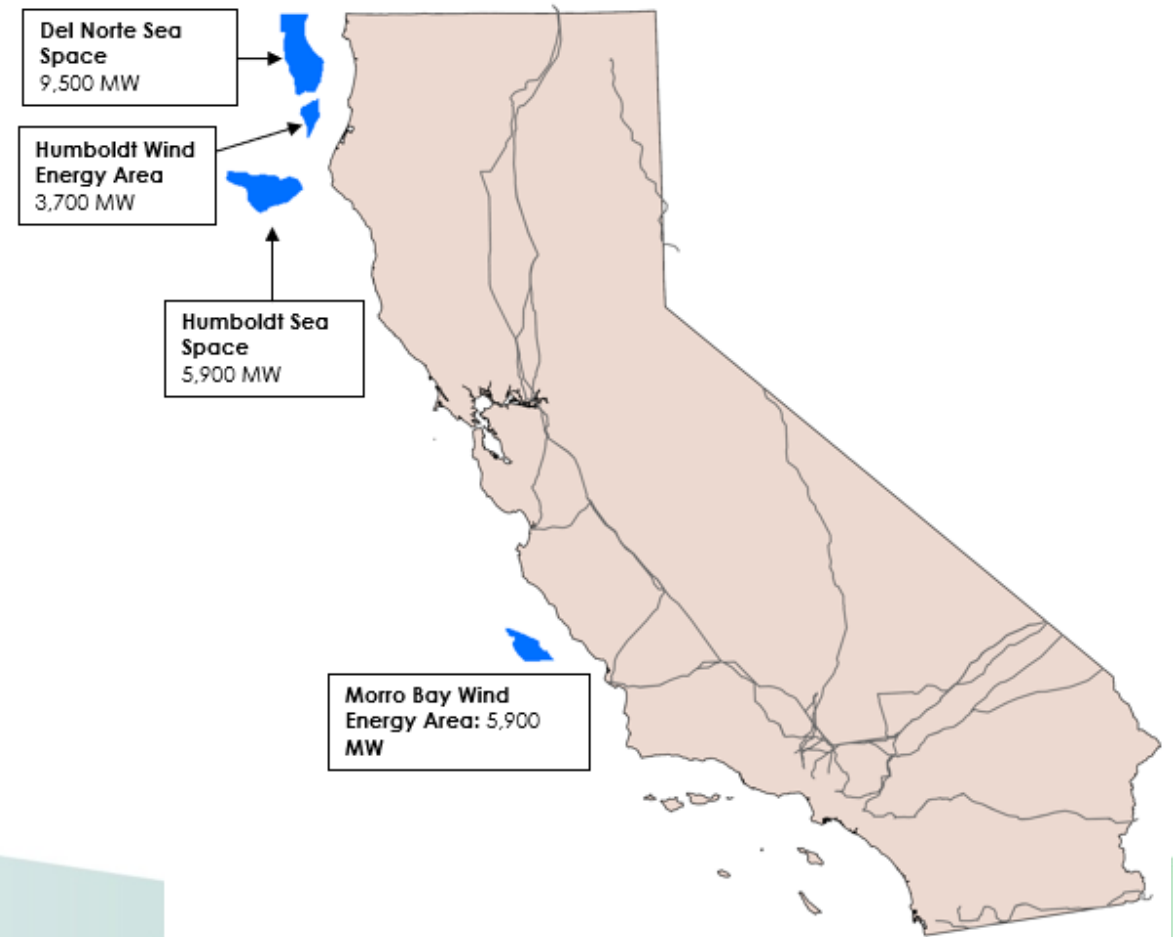 Del Norte Sea
Space
9,500 MW
Humboldt Wind
Energy Area
3,700 MW
Humboldt Sea
Space
5,900 MW
Morro Bay Wind
Energy Area: 5,900
MW